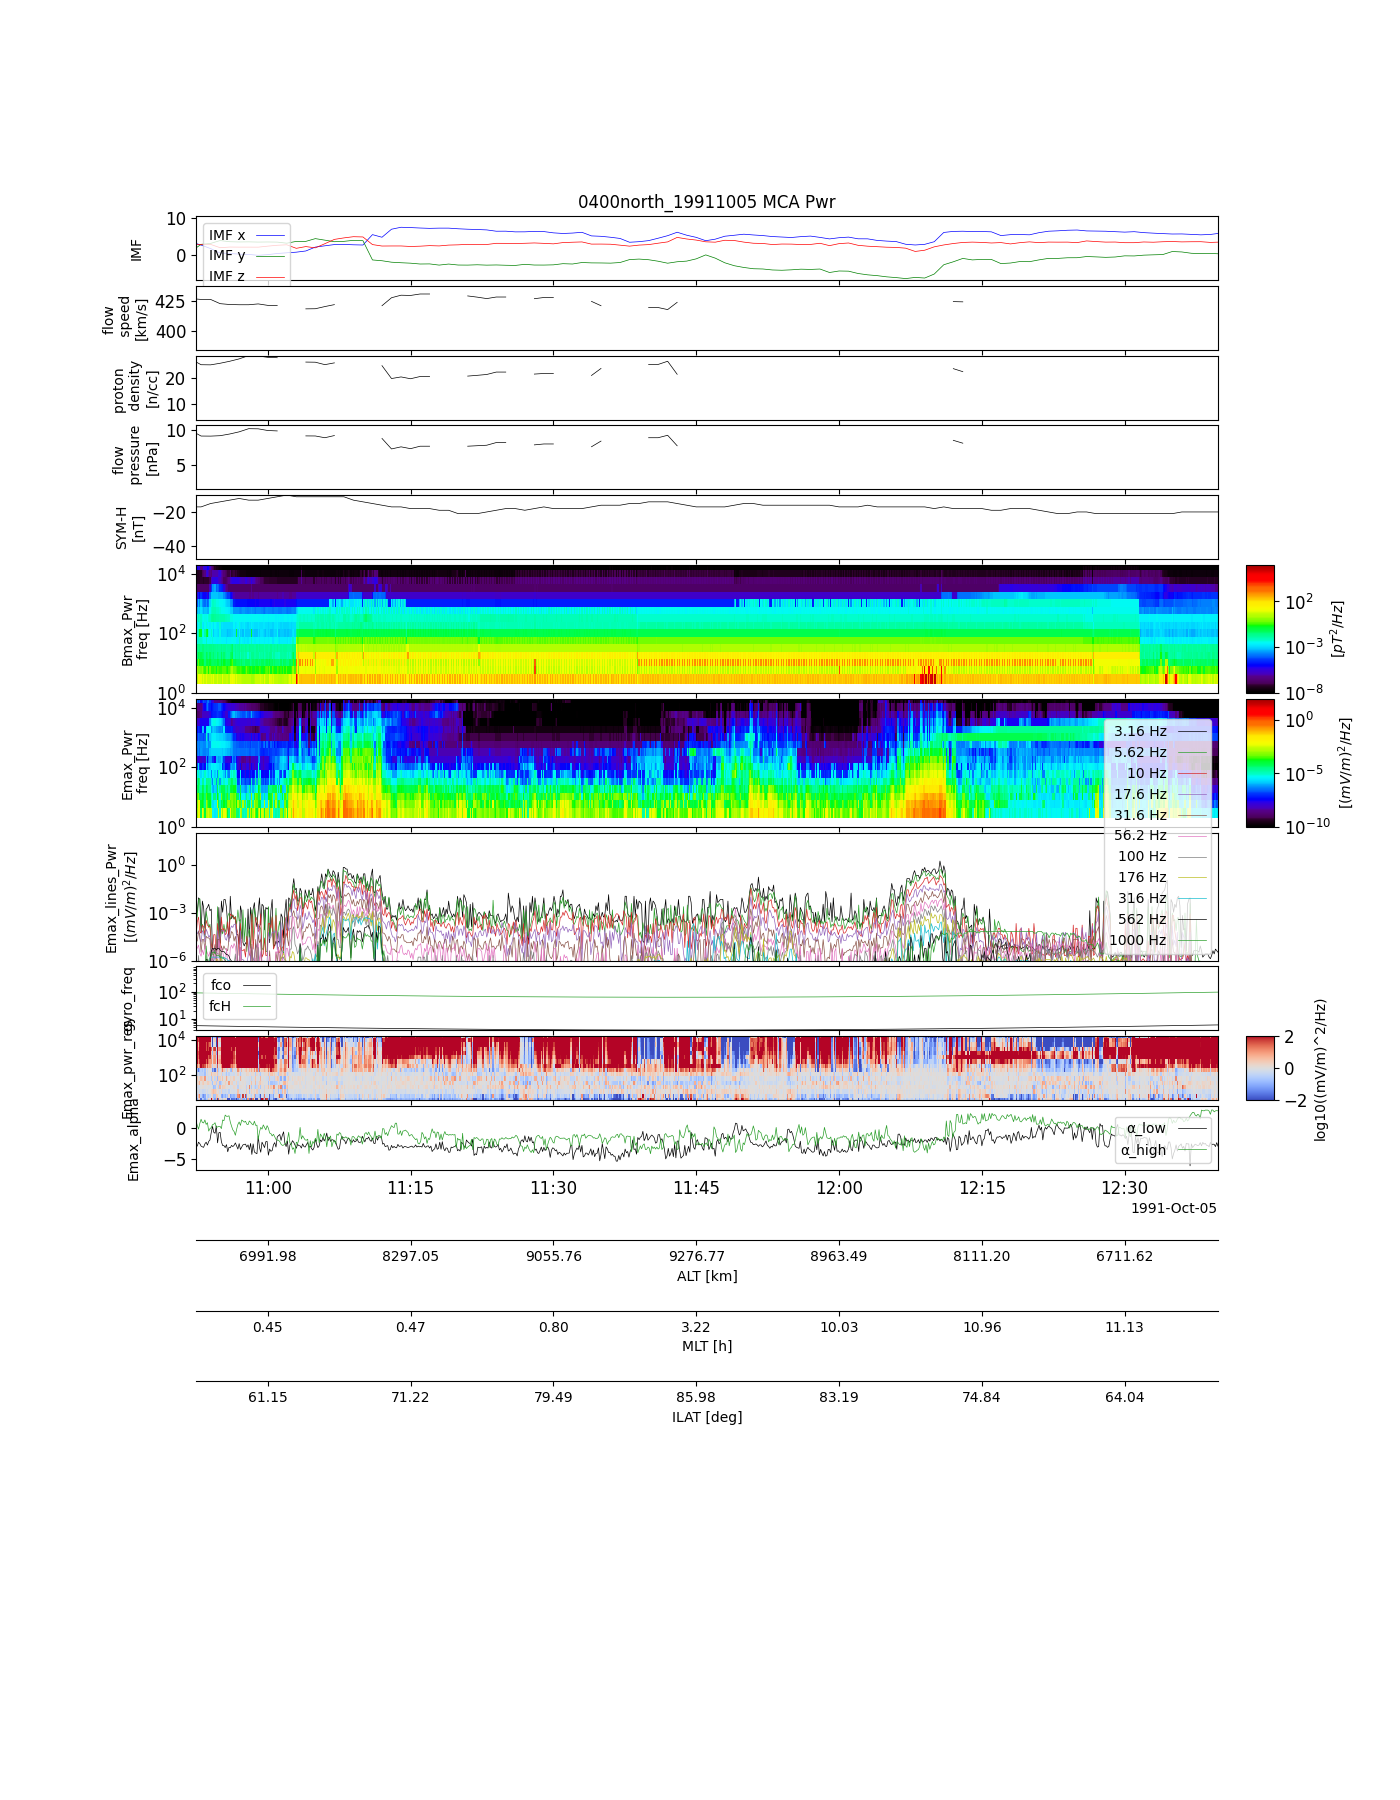 0400north_19911005 MCA Pwr
IMF
10
0
IMF x
IMF y
IMF z
flow
speed
[km/s]
425
400
proton
density
[n/cc]
20
10
flow
pressure
[nPa]
10
5
SYM-H
[nT]
−20
−40
Bmax_Pwr
freq [Hz]
10^4
10^2
10^0
10^2
10^-3
10^-8
[pT^2/Hz]
Emax_Pwr
freq [Hz]
10^4
10^2
10^0
10^0
10^-5
10^-10
[(mV/m)^2/Hz]
3.16 Hz
5.62 Hz
10 Hz
17.6 Hz
31.6 Hz
56.2 Hz
100 Hz
176 Hz
316 Hz
562 Hz
1000 Hz
Emax_lines_Pwr
[(mV/m)^2/Hz]
10^0
10^-3
10^-6
gyro_freq
10^2
10^1
fco
fcH
Emax_pwr_reg
10^4
10^2
2
0
−2
log10((mV/m)^2/Hz)
Emax_alpha
0
−5
α_low
α_high
11:00 11:15 11:30 11:45 12:00 12:15 12:30
1991-Oct-05
6991.98 8297.05 9055.76 9276.77 8963.49 8111.20 6711.62
ALT [km]
0.45 0.47 0.80 3.22 10.03 10.96 11.13
MLT [h]
61.15 71.22 79.49 85.98 83.19 74.84 64.04
ILAT [deg]